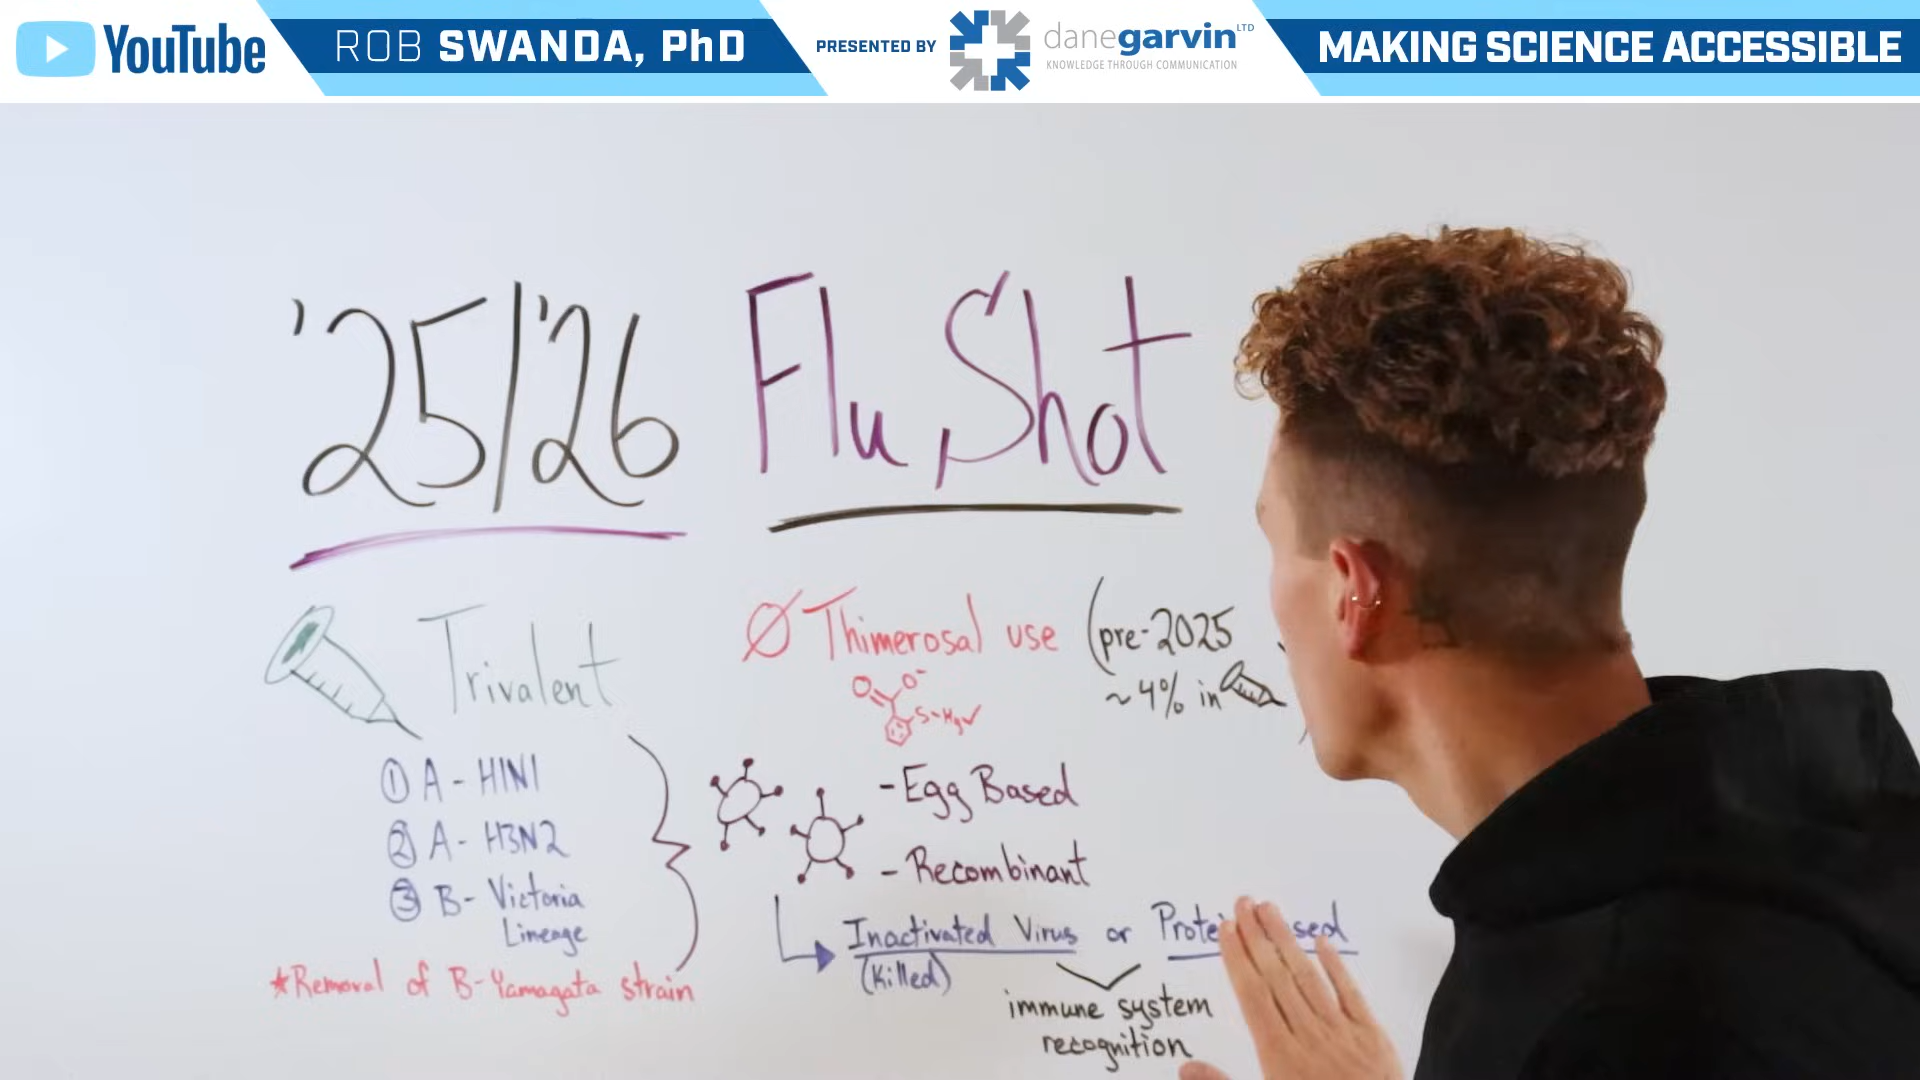 YouTube
ROB SWANDA, PhD
PRESENTED BY
danegarvin LTD
KNOWLEDGE THROUGH COMMUNICATION
MAKING SCIENCE ACCESSIBLE
'25/'26 Flu Shot
Trivalent
① A - H1N1
② A - H3N2
③ B - Victoria
Lineage
★Removal of B-Yamagata strain
Ø Thimerosal use (pre-2025
~4% in
O O⁻
S-Hg
- Egg Based
- Recombinant
Inactivated Virus or
(Killed)
immune system
recognition